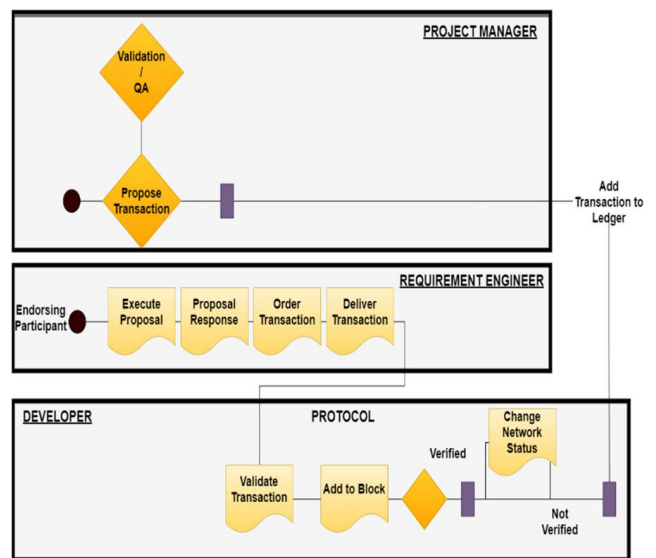 PROJECT MANAGER
Validation
/
QA
Propose
Transaction
Add
Transaction to
Ledger
REQUIREMENT ENGINEER
Endorsing
Participant
Execute
Proposal
Proposal
Response
Order
Transaction
Deliver
Transaction
DEVELOPER
PROTOCOL
Change
Network
Status
Verified
Validate
Transaction
Add to Block
Not
Verified